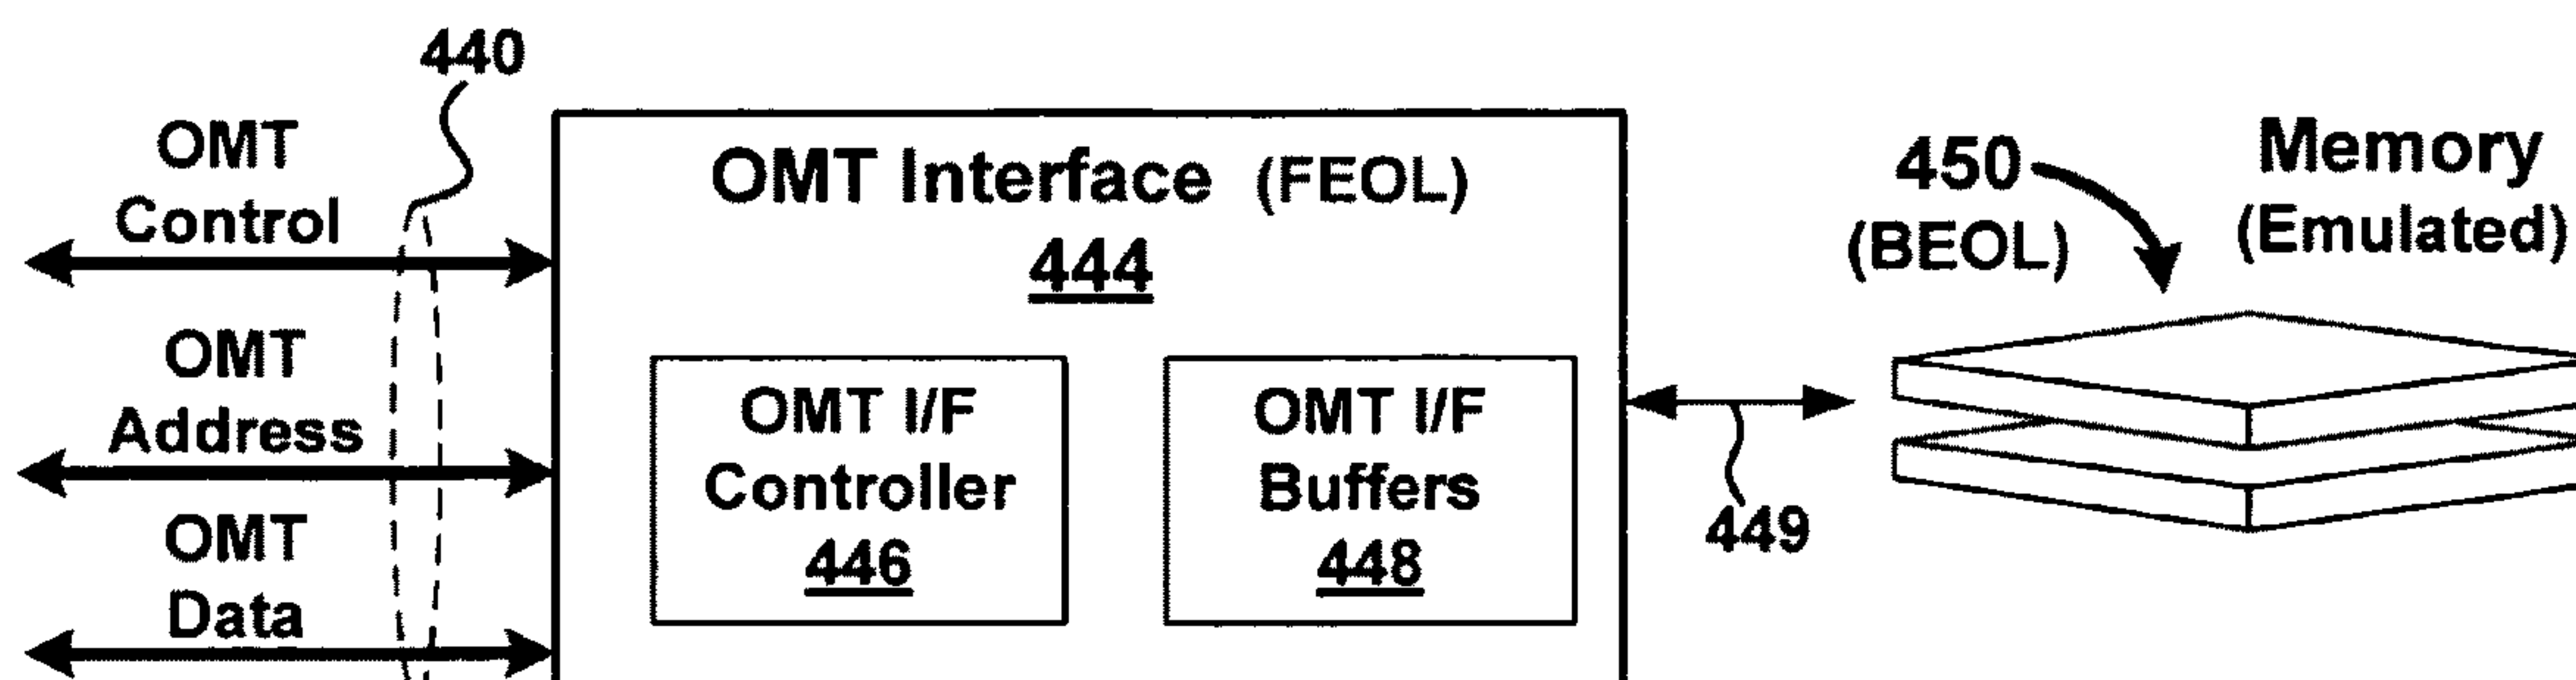 440
OMT
Control
OMT
Address
OMT
Data
OMT Interface (FEOL)
444
OMT I/F
Controller
446
OMT I/F
Buffers
448
449
450
(BEOL)
Memory
(Emulated)